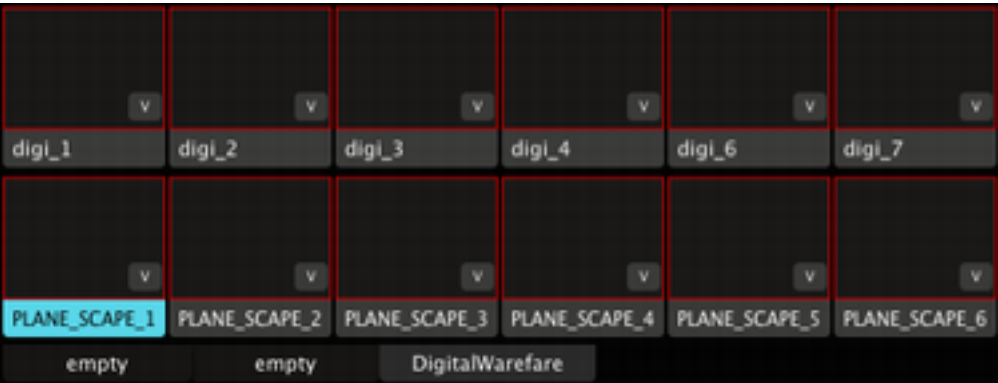 v v v v v v
digi_1 digi_2 digi_3 digi_4 digi_6 digi_7
v v v v v v
PLANE_SCAPE_1 PLANE_SCAPE_2 PLANE_SCAPE_3 PLANE_SCAPE_4 PLANE_SCAPE_5 PLANE_SCAPE_6
empty empty DigitalWarefare